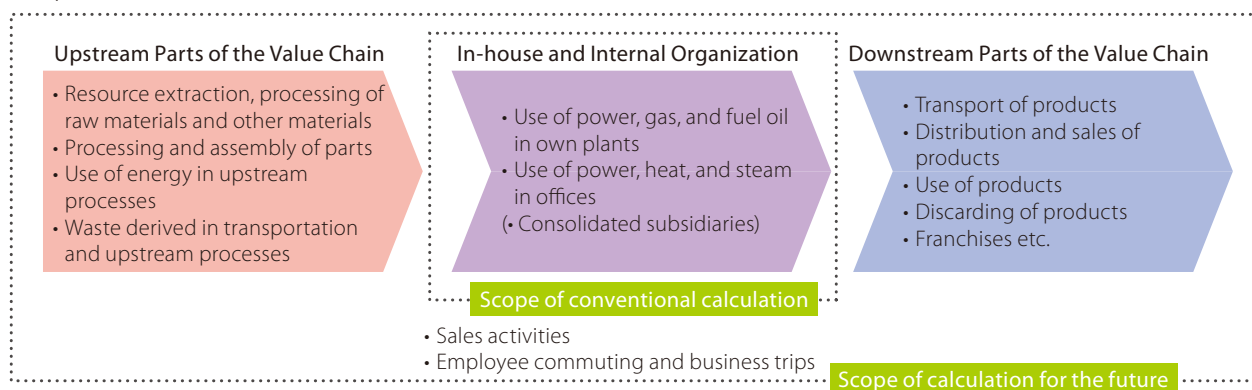 Upstream Parts of the Value Chain
• Resource extraction, processing of
raw materials and other materials
• Processing and assembly of parts
• Use of energy in upstream
processes
• Waste derived in transportation
and upstream processes
In-house and Internal Organization
• Use of power, gas, and fuel oil
in own plants
• Use of power, heat, and steam
in offices
(• Consolidated subsidiaries)
Downstream Parts of the Value Chain
• Transport of products
• Distribution and sales of
products
• Use of products
• Discarding of products
• Franchises etc.
Scope of conventional calculation
• Sales activities
• Employee commuting and business trips
Scope of calculation for the future